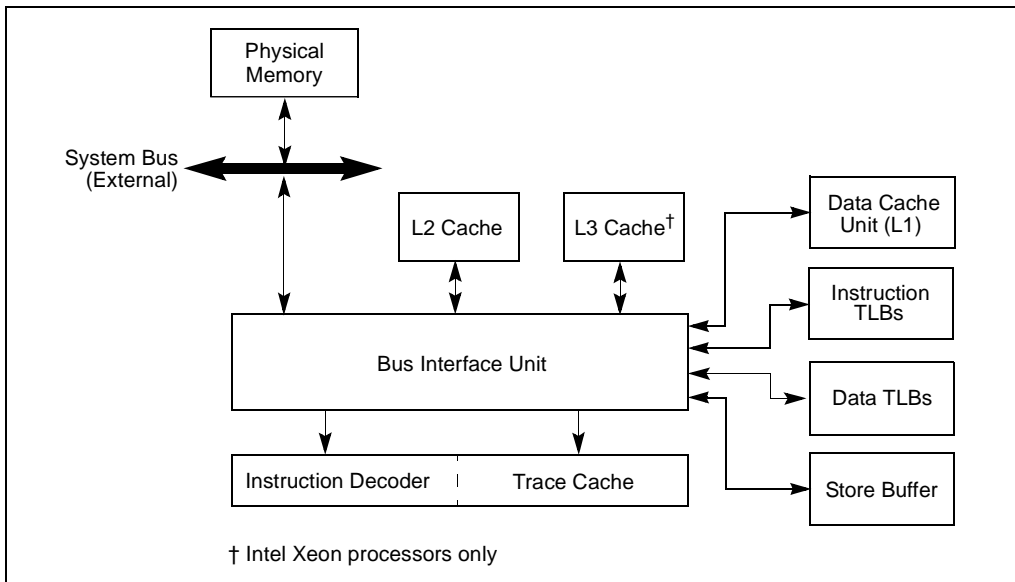 Physical
Memory
System Bus
(External)
L2 Cache
L3 Cache†
Data Cache
Unit (L1)
Instruction
TLBs
Bus Interface Unit
Data TLBs
Instruction Decoder
Trace Cache
Store Buffer
† Intel Xeon processors only